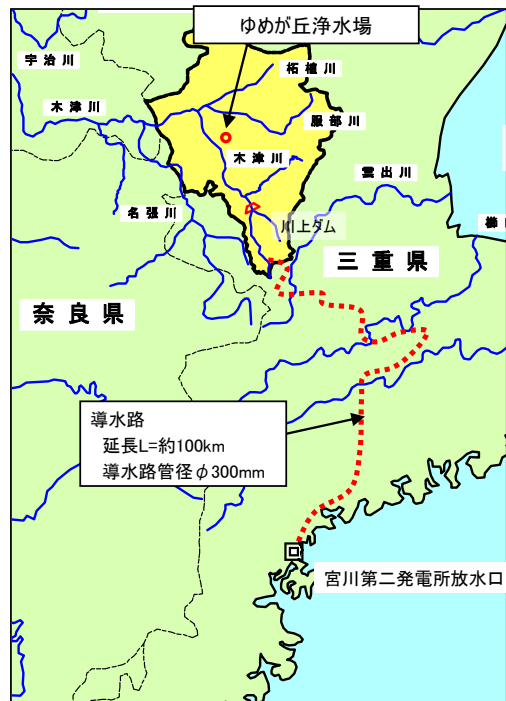 ゆめが丘浄水場
宇治川
柘植川
木津川
服部川
木津川
雲出川
名張川
川上ダム
櫛
三重県
奈良県
導水路
延長L=約100km
導水路管径φ300mm
宮川第二発電所放水口